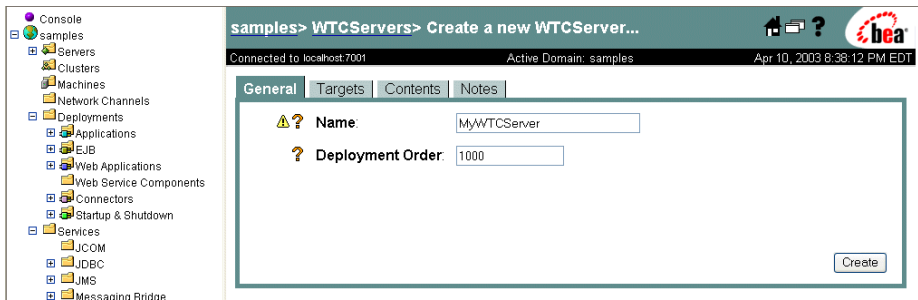 Console
samples
Servers
Clusters
Machines
Network Channels
Deployments
Applications
EJB
Web Applications
Web Service Components
Connectors
Startup & Shutdown
Services
JCOM
JDBC
JMS
Messaging Bridge
samples> WTCServers> Create a new WTCServer...
?
bea
Connected to localhost:7001 Active Domain: samples Apr 10, 2003 8:38:12 PM EDT
General Targets Contents Notes
? Name: MyWTCServer
? Deployment Order: 1000
Create